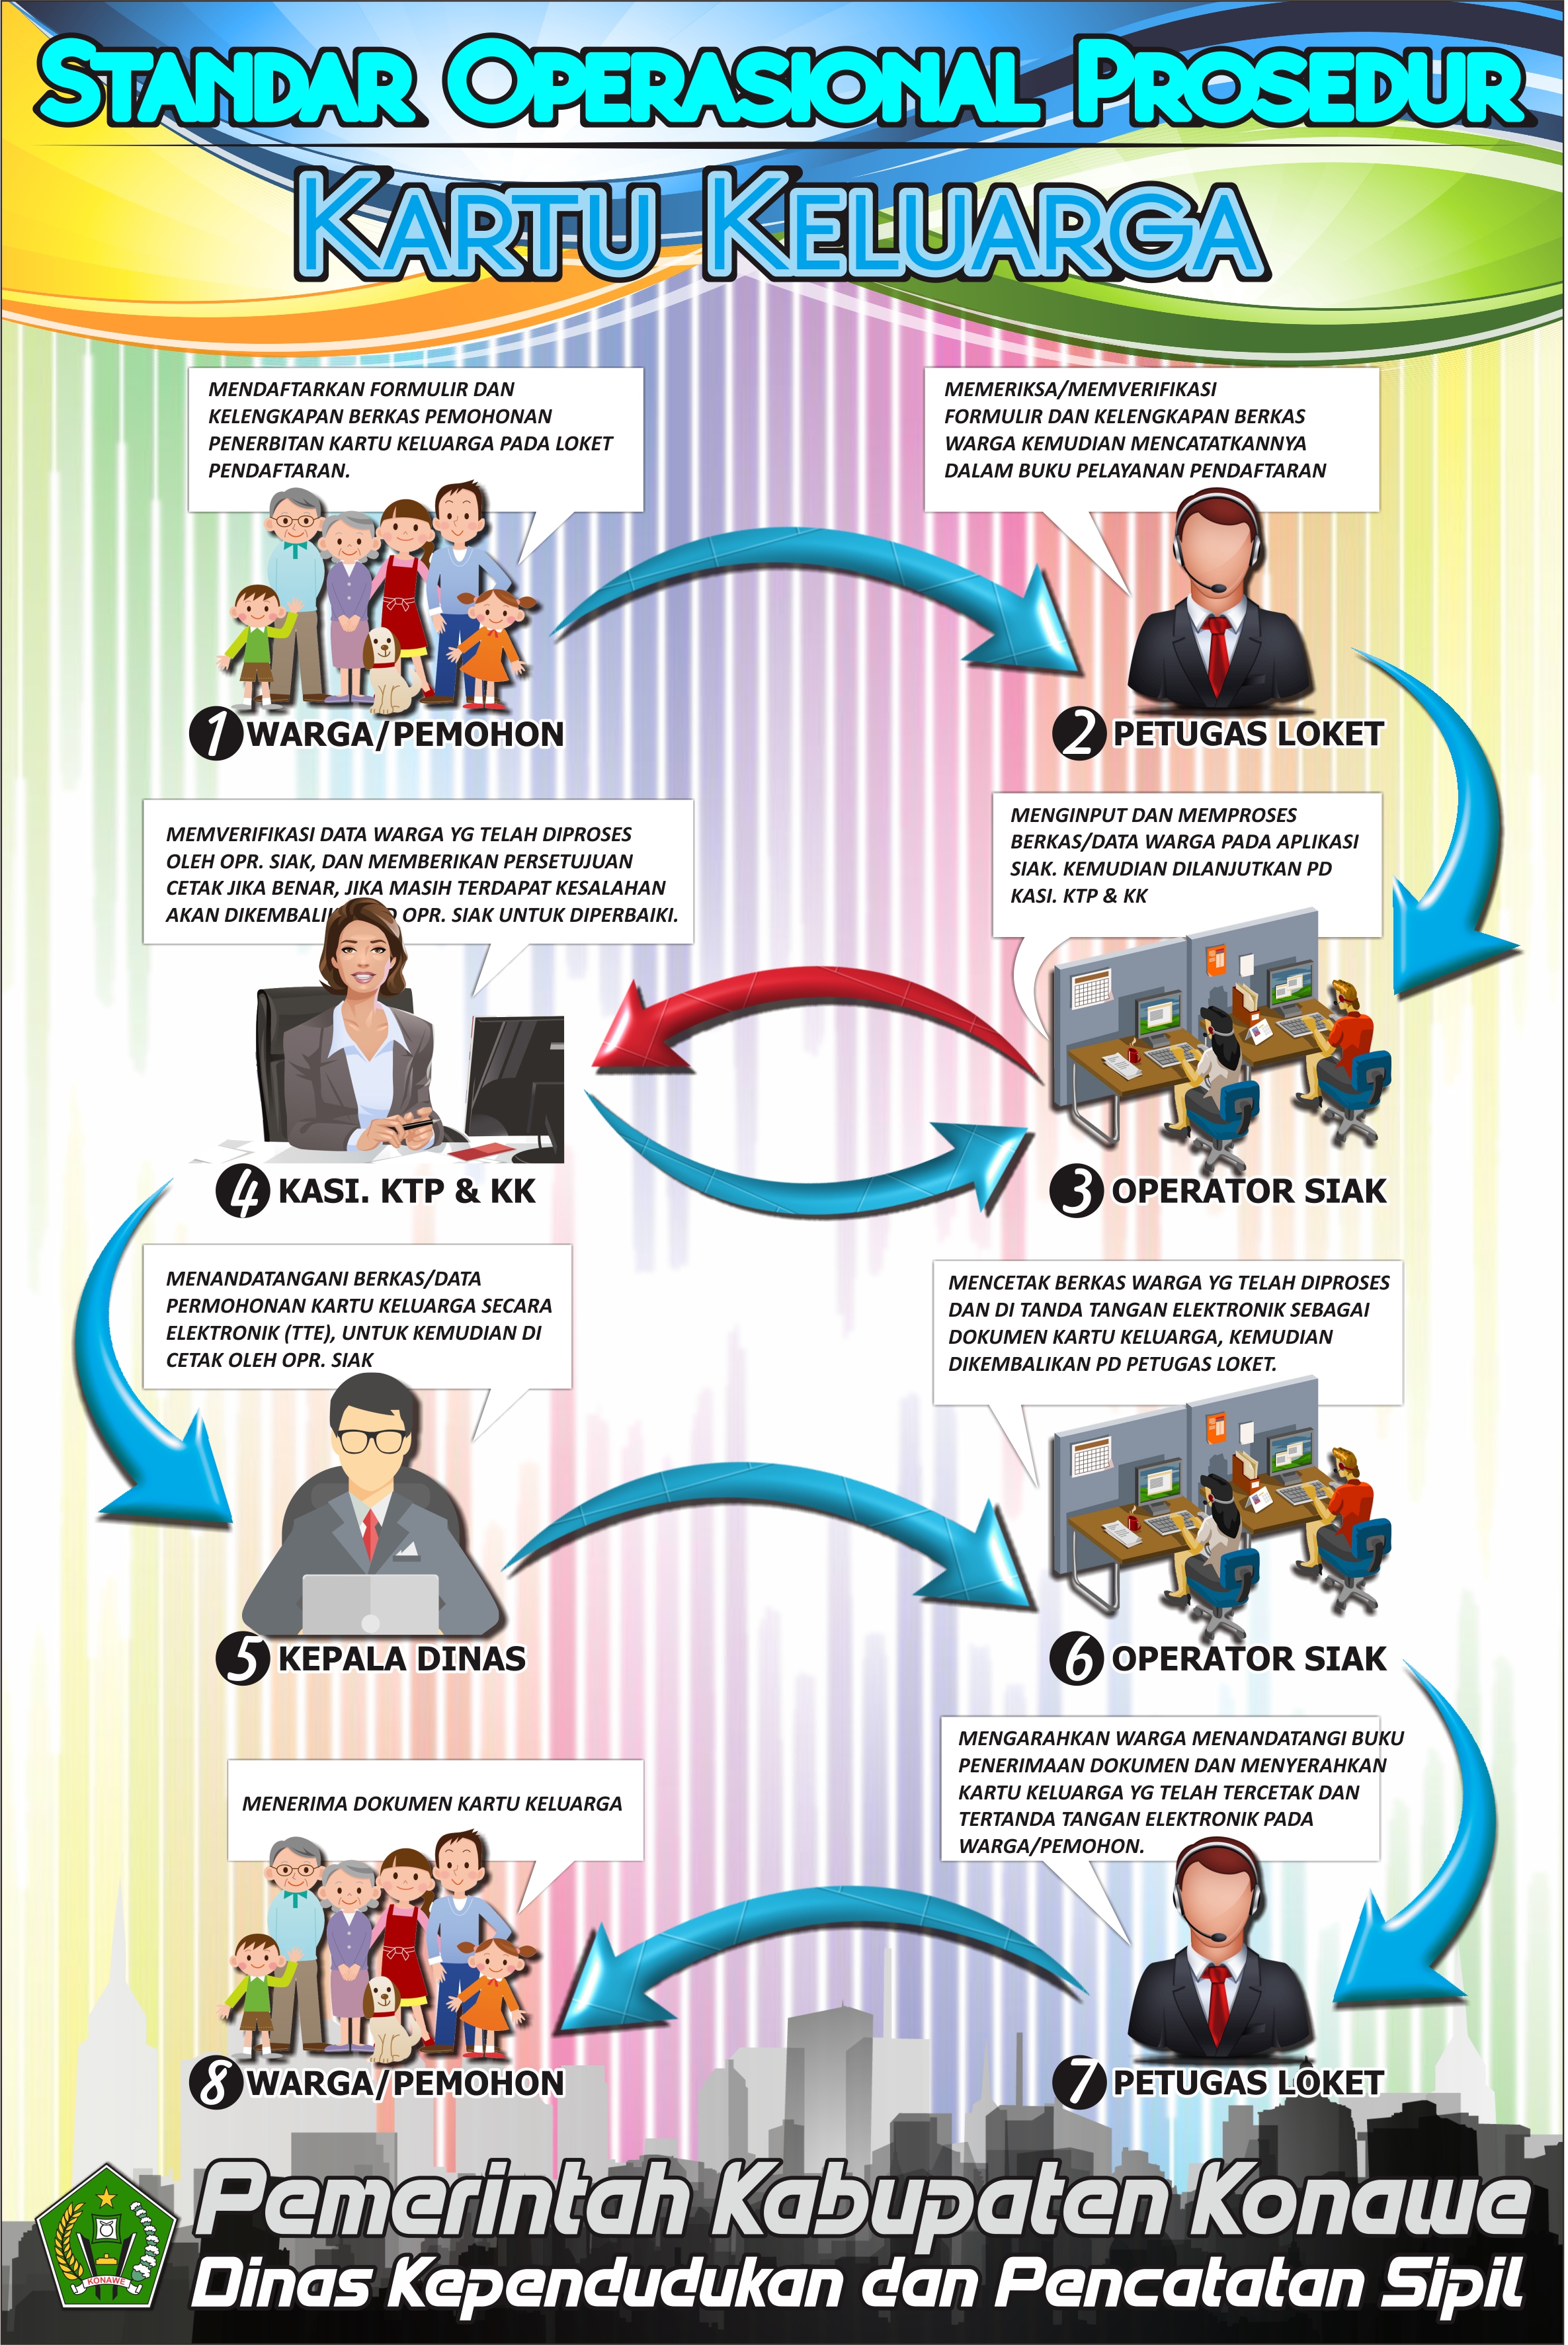 STANDAR OPERASIONAL PROSEDUR
KARTU KELUARGA
MENDAFTARKAN FORMULIR DAN
KELENGKAPAN BERKAS PEMOHONAN
PENERBITAN KARTU KELUARGA PADA LOKET
PENDAFTARAN.
1 WARGA/PEMOHON
MEMERIKSA/MEMVERIFIKASI
FORMULIR DAN KELENGKAPAN BERKAS
WARGA KEMUDIAN MENCATATKANNYA
DALAM BUKU PELAYANAN PENDAFTARAN
2 PETUGAS LOKET
MENGINPUT DAN MEMPROSES
BERKAS/DATA WARGA PADA APLIKASI
SIAK. KEMUDIAN DILANJUTKAN PD
KASI. KTP & KK
3 OPERATOR SIAK
MEMVERIFIKASI DATA WARGA YG TELAH DIPROSES
OLEH OPR. SIAK, DAN MEMBERIKAN PERSETUJUAN
CETAK JIKA BENAR, JIKA MASIH TERDAPAT KESALAHAN
AKAN OPR. SIAK UNTUK DIPERBAIKI.
4 KASI. KTP & KK
MENANDATANGANI BERKAS/DATA
PERMOHONAN KARTU KELUARGA SECARA
ELEKTRONIK (TTE), UNTUK KEMUDIAN DI
CETAK OLEH OPR. SIAK
5 KEPALA DINAS
MENCETAK BERKAS WARGA YG TELAH DIPROSES
DAN DI TANDA TANGAN ELEKTRONIK SEBAGAI
DOKUMEN KARTU KELUARGA, KEMUDIAN
DIKEMBALIKAN PD PETUGAS LOKET.
6 OPERATOR SIAK
MENGARAHKAN WARGA MENANDATANGI BUKU
PENERIMAAN DOKUMEN DAN MENYERAHKAN
KARTU KELUARGA YG TELAH TERCETAK DAN
TERTANDA TANGAN ELEKTRONIK PADA
WARGA/PEMOHON.
7 PETUGAS LOKET
MENERIMA DOKUMEN KARTU KELUARGA
8 WARGA/PEMOHON
KONAWE
Pemerintah Kabupaten Konawe
Dinas Kependudukan dan Pencatatan Sipil